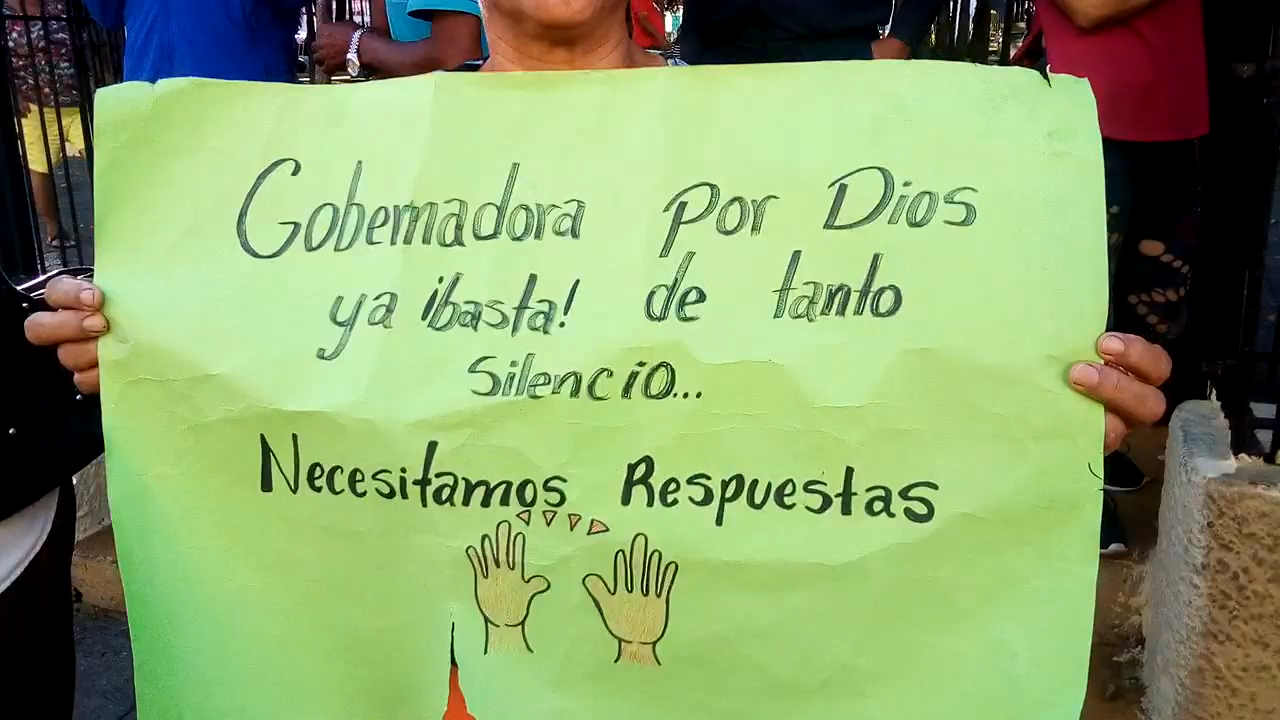 Gobernadora por Dios
ya ¡basta! de tanto
Silencio...
Necesitamos Respuestas